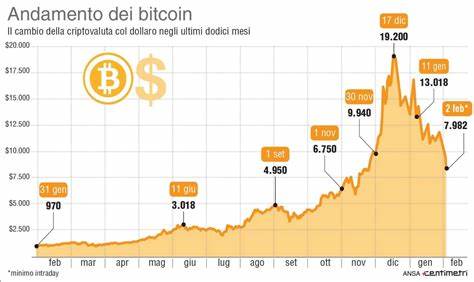 Andamento dei bitcoin
Il cambio della criptovaluta col dollaro negli ultimi dodici mesi
$20.000
$17.500
$15.000
$12.500
$10.000
$7.500
$5.000
$2.500
31 gen
970
11 giu
3.018
1 set
4.950
1 nov
6.750
30 nov
9.940
17 dic
19.200
11 gen
13.018
2 feb*
7.982
feb mar apr mag giu lug ago set ott nov dic gen feb
*minimo intraday
ANSA centimetri